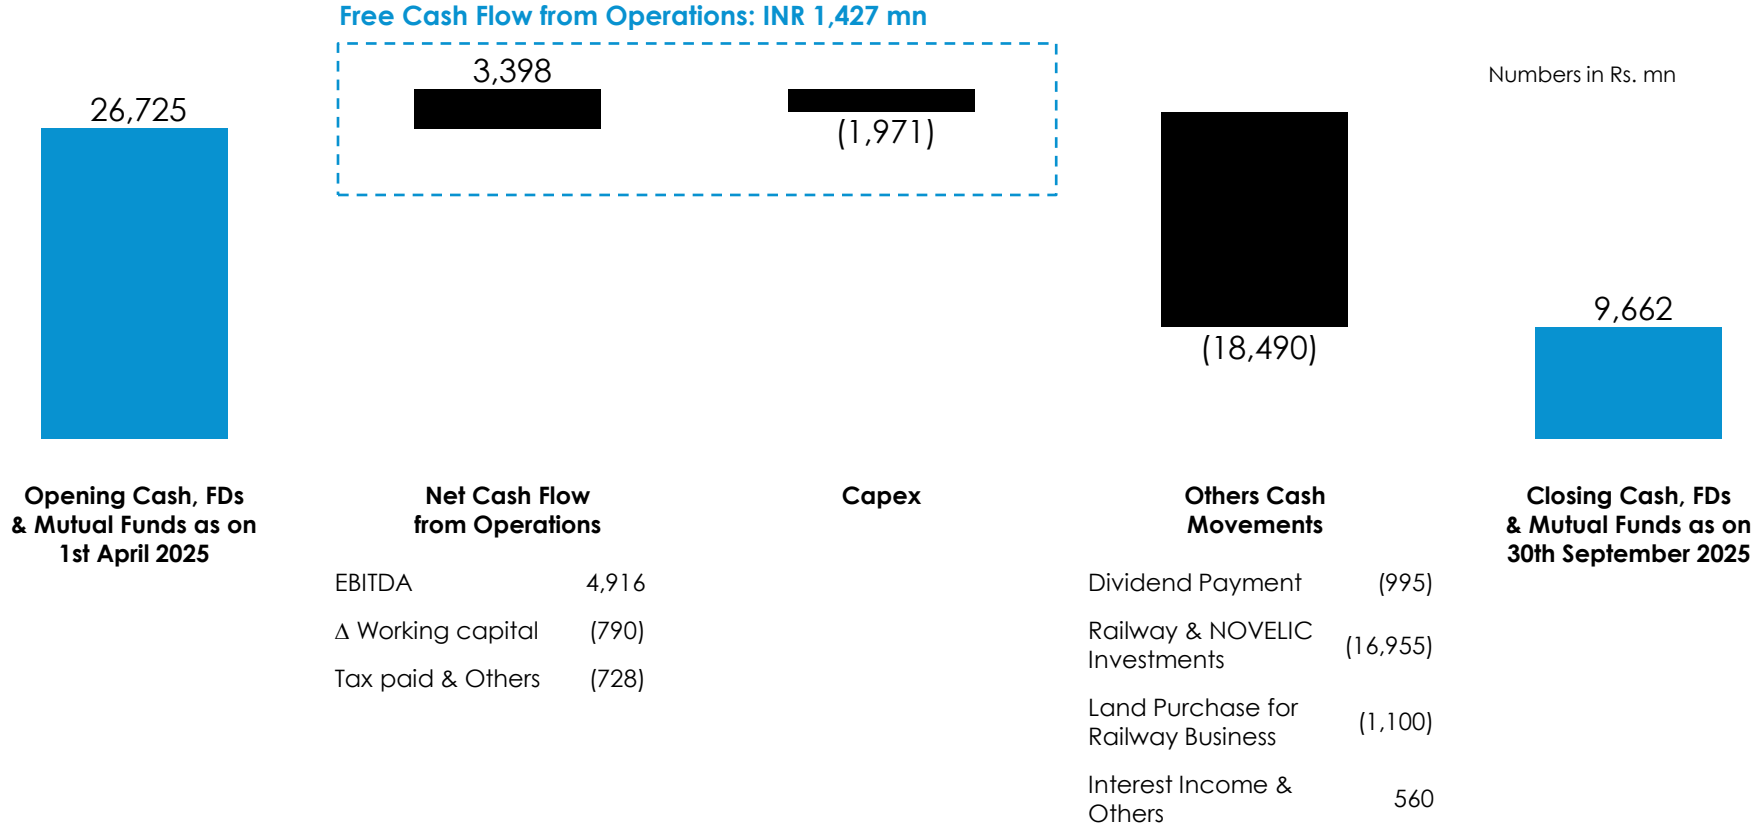 Free Cash Flow from Operations: INR 1,427 mn
Numbers in Rs. mn
26,725
3,398
(1,971)
(18,490)
9,662
Opening Cash, FDs
& Mutual Funds as on
1st April 2025
Net Cash Flow
from Operations
Capex
Others Cash
Movements
Closing Cash, FDs
& Mutual Funds as on
30th September 2025
EBITDA 4,916
Δ Working capital (790)
Tax paid & Others (728)
Dividend Payment (995)
Railway & NOVELIC
Investments (16,955)
Land Purchase for
Railway Business (1,100)
Interest Income &
Others 560